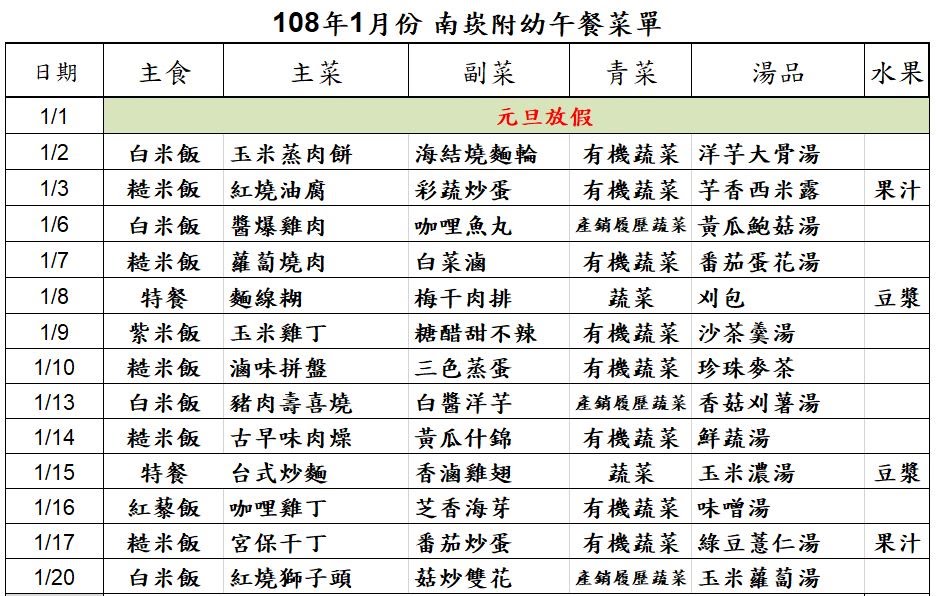 108年1月份 南崁附幼午餐菜單
日期 主食 主菜 副菜 青菜 湯品 水果
1/1 元旦放假
1/2 白米飯 玉米蒸肉餅 海結燒麵輪 有機蔬菜 洋芋大骨湯
1/3 糙米飯 紅燒油腐 彩蔬炒蛋 有機蔬菜 芋香西米露 果汁
1/6 白米飯 醬爆雞肉 咖哩魚丸 產銷履歷蔬菜 黃瓜鮑菇湯
1/7 糙米飯 蘿蔔燒肉 白菜滷 有機蔬菜 番茄蛋花湯
1/8 特餐 麵線糊 梅干肉排 蔬菜 刈包 豆漿
1/9 紫米飯 玉米雞丁 糖醋甜不辣 有機蔬菜 沙茶羹湯
1/10 糙米飯 滷味拼盤 三色蒸蛋 有機蔬菜 珍珠麥茶
1/13 白米飯 豬肉壽喜燒 白醬洋芋 產銷履歷蔬菜 香菇刈薯湯
1/14 糙米飯 古早味肉燥 黃瓜什錦 有機蔬菜 鮮蔬湯
1/15 特餐 台式炒麵 香滷雞翅 蔬菜 玉米濃湯 豆漿
1/16 紅藜飯 咖哩雞丁 芝香海芽 有機蔬菜 味噌湯
1/17 糙米飯 宮保干丁 番茄炒蛋 有機蔬菜 綠豆薏仁湯 果汁
1/20 白米飯 紅燒獅子頭 菇炒雙花 產銷履歷蔬菜 玉米蘿蔔湯